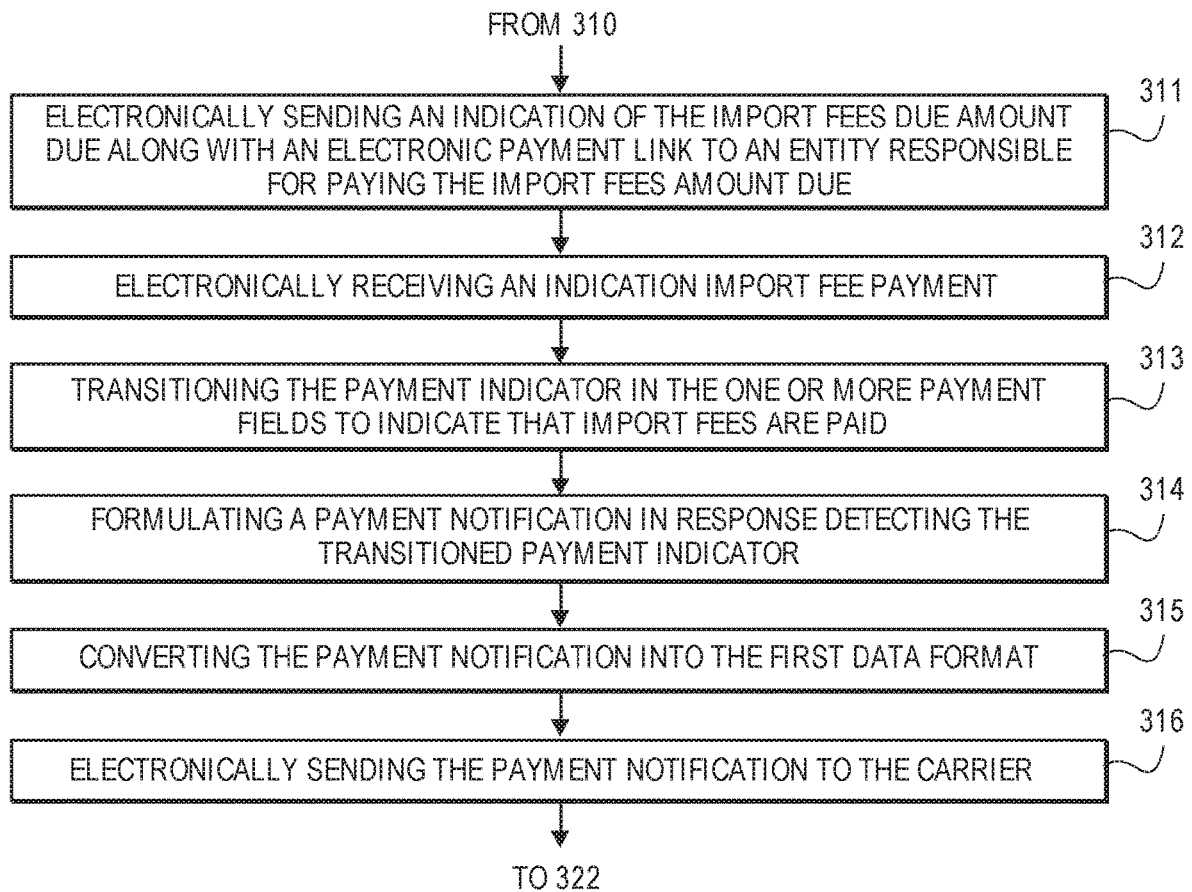 FROM 310
311
ELECTRONICALLY SENDING AN INDICATION OF THE IMPORT FEES DUE AMOUNT
DUE ALONG WITH AN ELECTRONIC PAYMENT LINK TO AN ENTITY RESPONSIBLE
FOR PAYING THE IMPORT FEES AMOUNT DUE
312
ELECTRONICALLY RECEIVING AN INDICATION IMPORT FEE PAYMENT
313
TRANSITIONING THE PAYMENT INDICATOR IN THE ONE OR MORE PAYMENT
FIELDS TO INDICATE THAT IMPORT FEES ARE PAID
314
FORMULATING A PAYMENT NOTIFICATION IN RESPONSE DETECTING THE
TRANSITIONED PAYMENT INDICATOR
315
CONVERTING THE PAYMENT NOTIFICATION INTO THE FIRST DATA FORMAT
316
ELECTRONICALLY SENDING THE PAYMENT NOTIFICATION TO THE CARRIER
TO 322